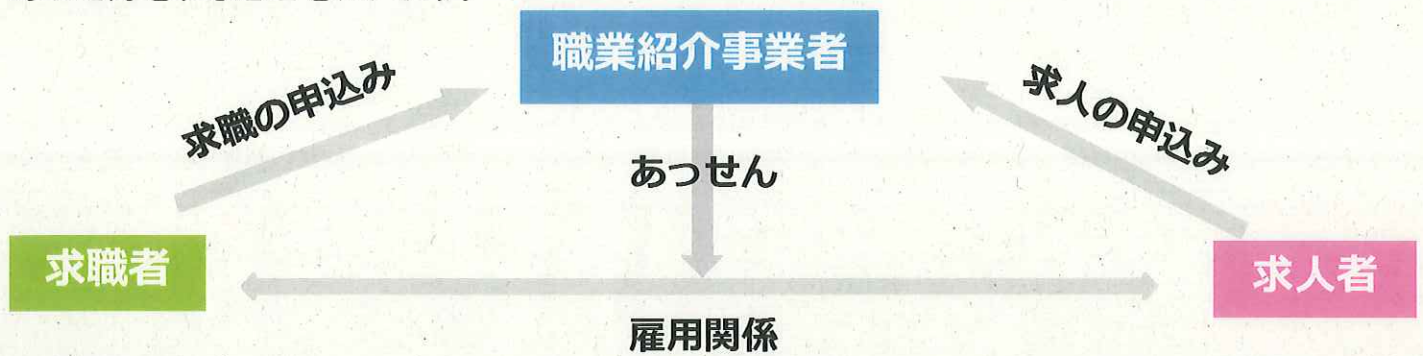 職業紹介事業者
求職の申込み
求人の申込み
あっせん
求職者
求人者
雇用関係